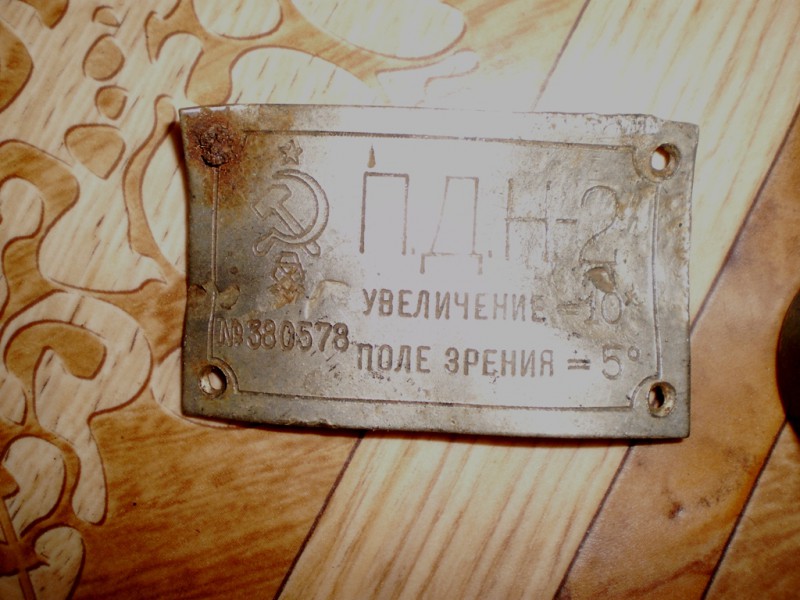 П.Д.Н-2
УВЕЛИЧЕНИЕ = 10ˣ
№380578 ПОЛЕ ЗРЕНИЯ = 5°